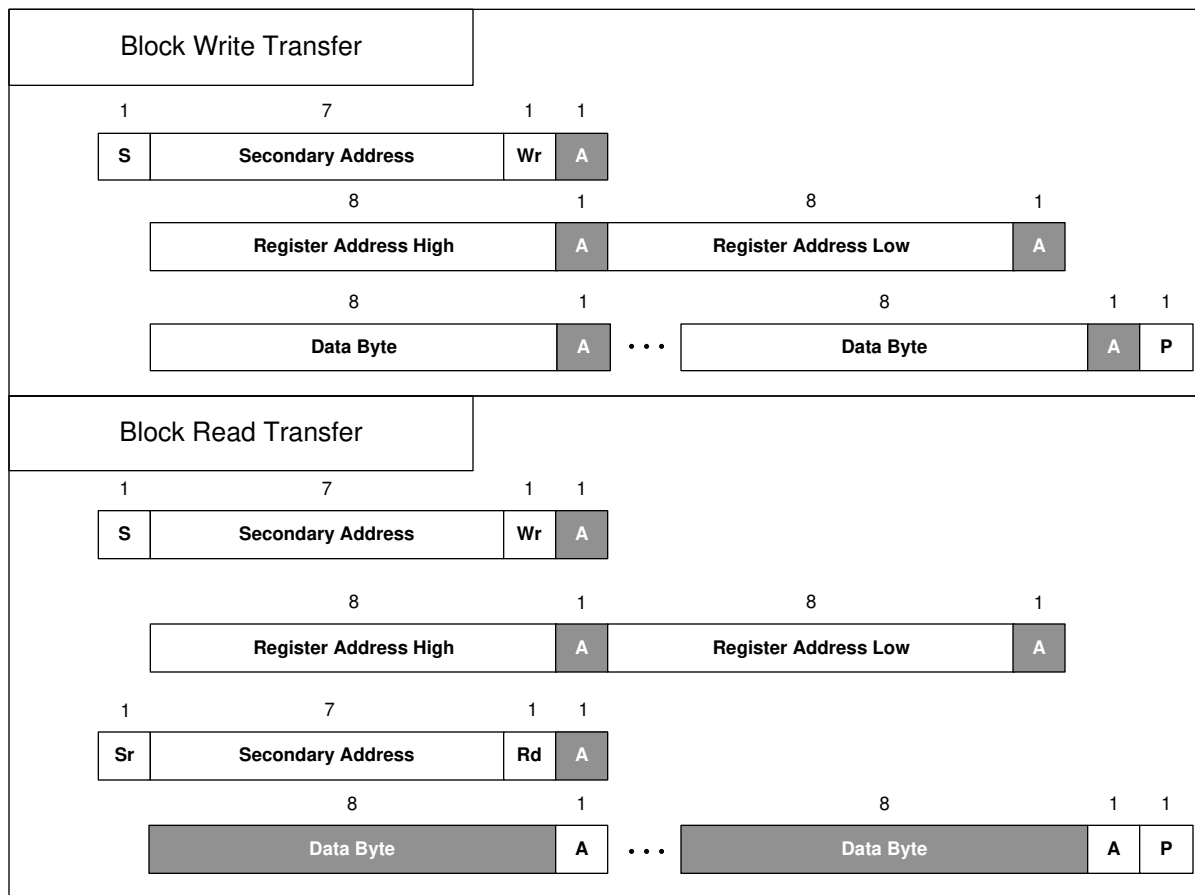 Block Write Transfer
1 7 1 1
S Secondary Address Wr A
8 1 8 1
Register Address High A Register Address Low A
8 1 8 1 1
Data Byte A • • • Data Byte A P
Block Read Transfer
1 7 1 1
S Secondary Address Wr A
8 1 8 1
Register Address High A Register Address Low A
1 7 1 1
Sr Secondary Address Rd A
8 1 8 1 1
Data Byte A • • • Data Byte A P